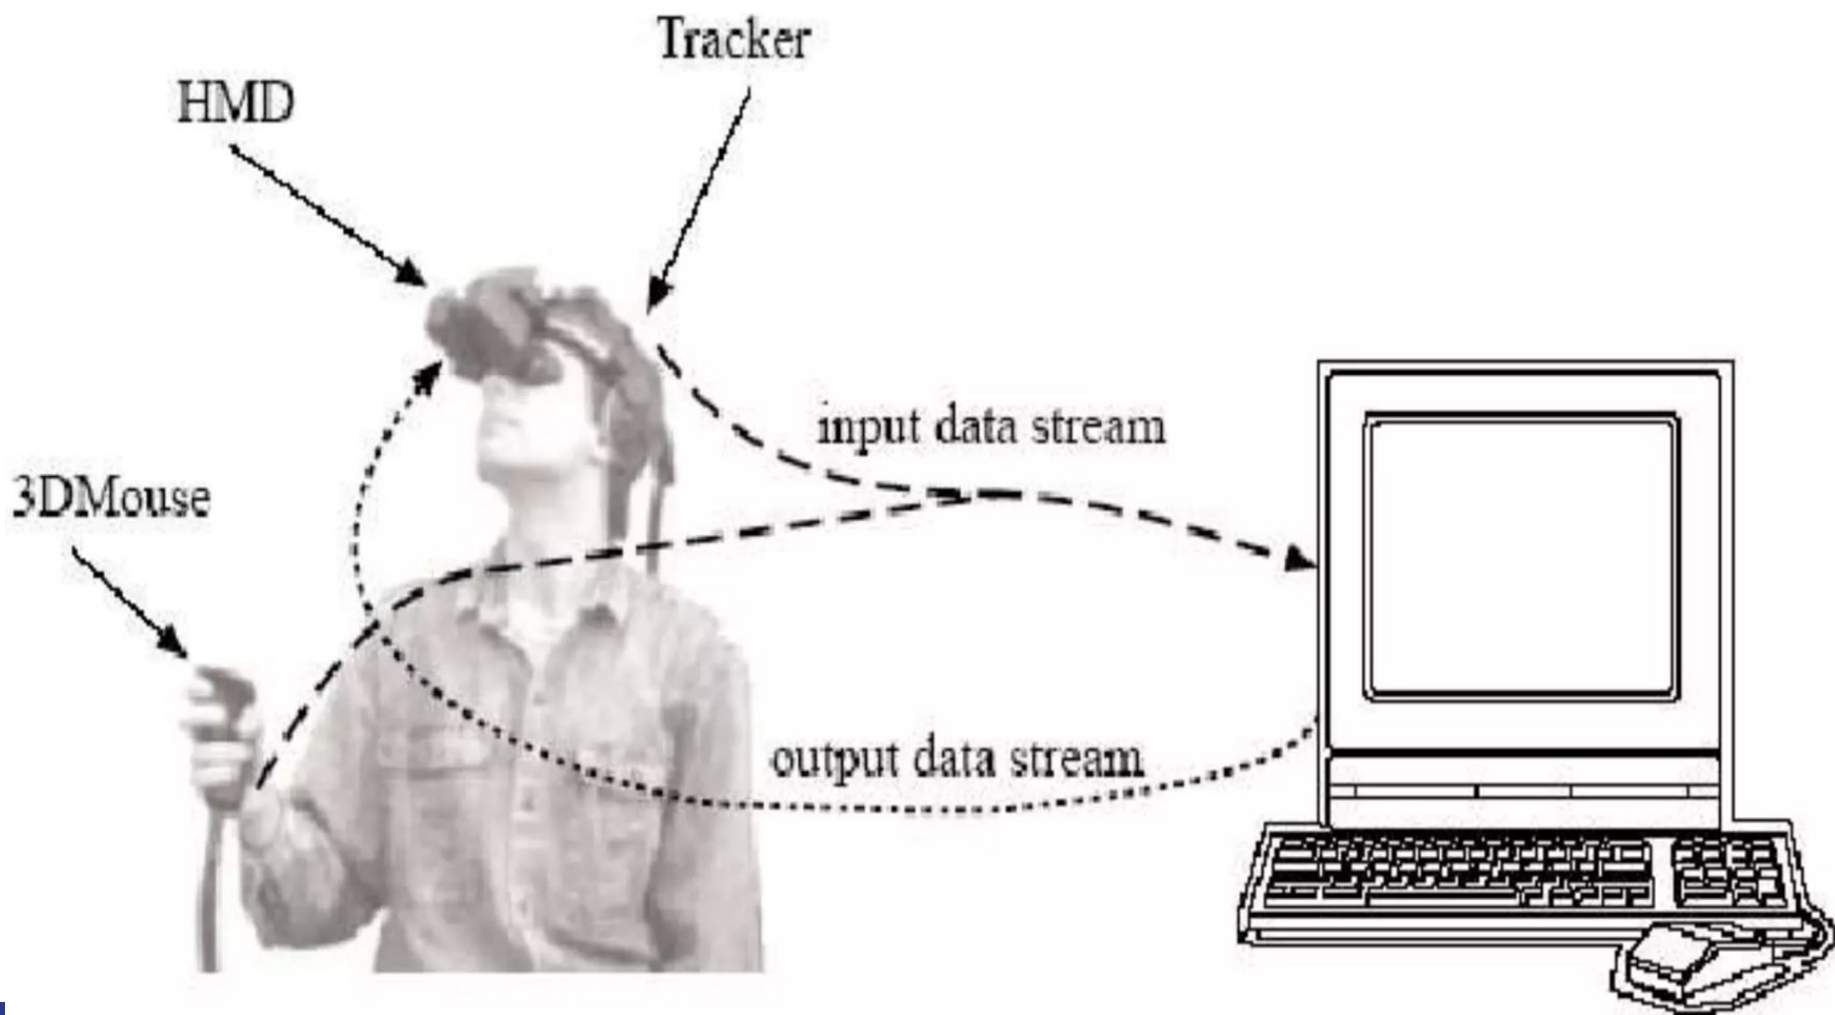 Tracker
HMD
input data stream
3DMouse
output data stream